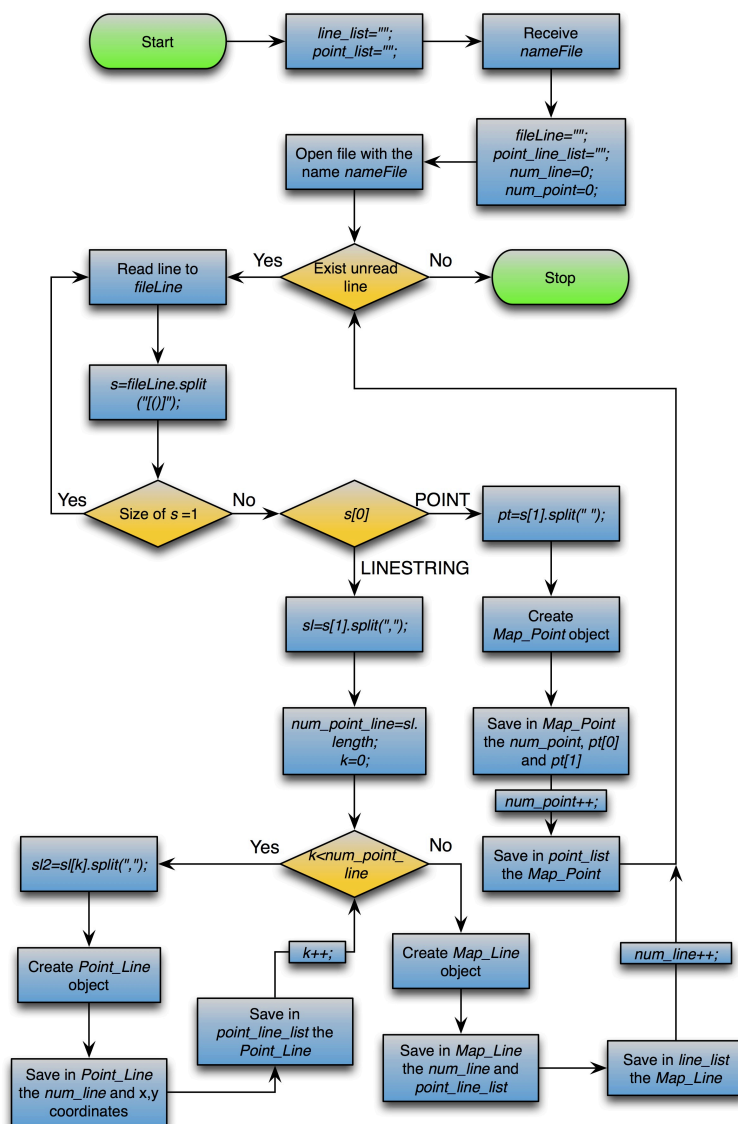 Start
line_list="";
point_list="";
Receive
nameFile
fileLine="";
point_line_list="";
num_line=0;
num_point=0;
Open file with the
name nameFile
Exist unread
line
Yes
No
Stop
Read line to
fileLine
s=fileLine.split
("[()]");
Size of s =1
Yes
No
s[0]
POINT
LINESTRING
pt=s[1].split(" ");
Create
Map_Point object
Save in Map_Point
the num_point, pt[0]
and pt[1]
num_point++;
Save in point_list
the Map_Point
sl=s[1].split(",");
num_point_line=sl.
length;
k=0;
k<num_point_
line
Yes
No
sl2=sl[k].split(",");
Create Point_Line
object
Save in Point_Line
the num_line and x,y
coordinates
Save in
point_line_list the
Point_Line
k++;
Create Map_Line
object
Save in Map_Line
the num_line and
point_line_list
Save in line_list
the Map_Line
num_line++;